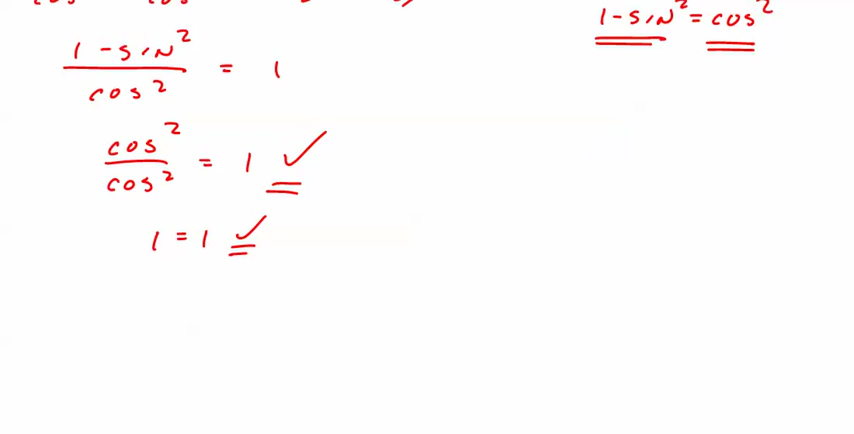 1 - sin² = cos²
1 - sin² / cos² = 1
cos² / cos² = 1 ✓
1 = 1 ✓